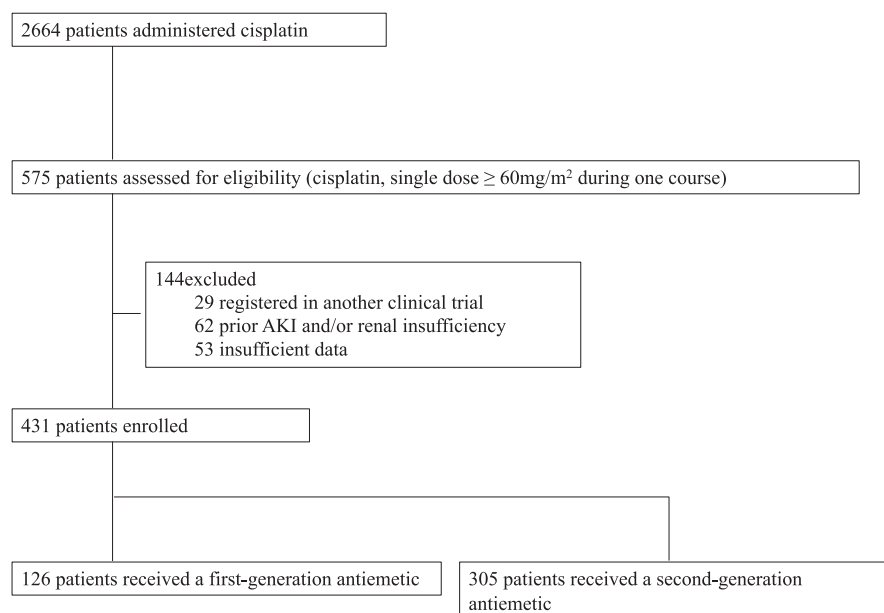 2664 patients administered cisplatin
575 patients assessed for eligibility (cisplatin, single dose ≥ 60mg/m² during one course)
144excluded
29 registered in another clinical trial
62 prior AKI and/or renal insufficiency
53 insufficient data
431 patients enrolled
126 patients received a first-generation antiemetic
305 patients received a second-generation
antiemetic